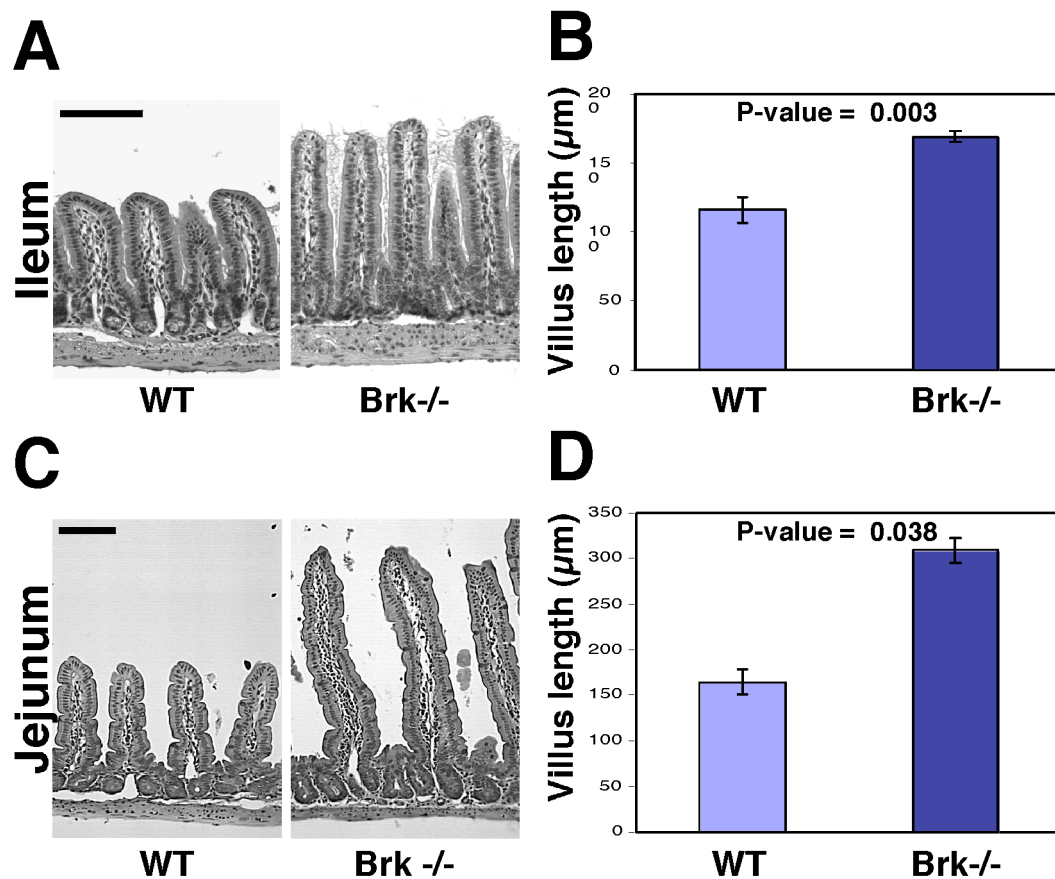 A
Ileum
WT
Brk-/-
B
Villus length (µm)
20
0
15
0
10
0
50
0
P-value = 0.003
WT
Brk-/-
C
Jejunum
WT
Brk -/-
D
Villus length (µm)
350
300
250
200
150
100
50
0
P-value = 0.038
WT
Brk-/-